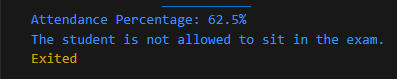 Attendance Percentage: 62.5%
The student is not allowed to sit in the exam.
Exited